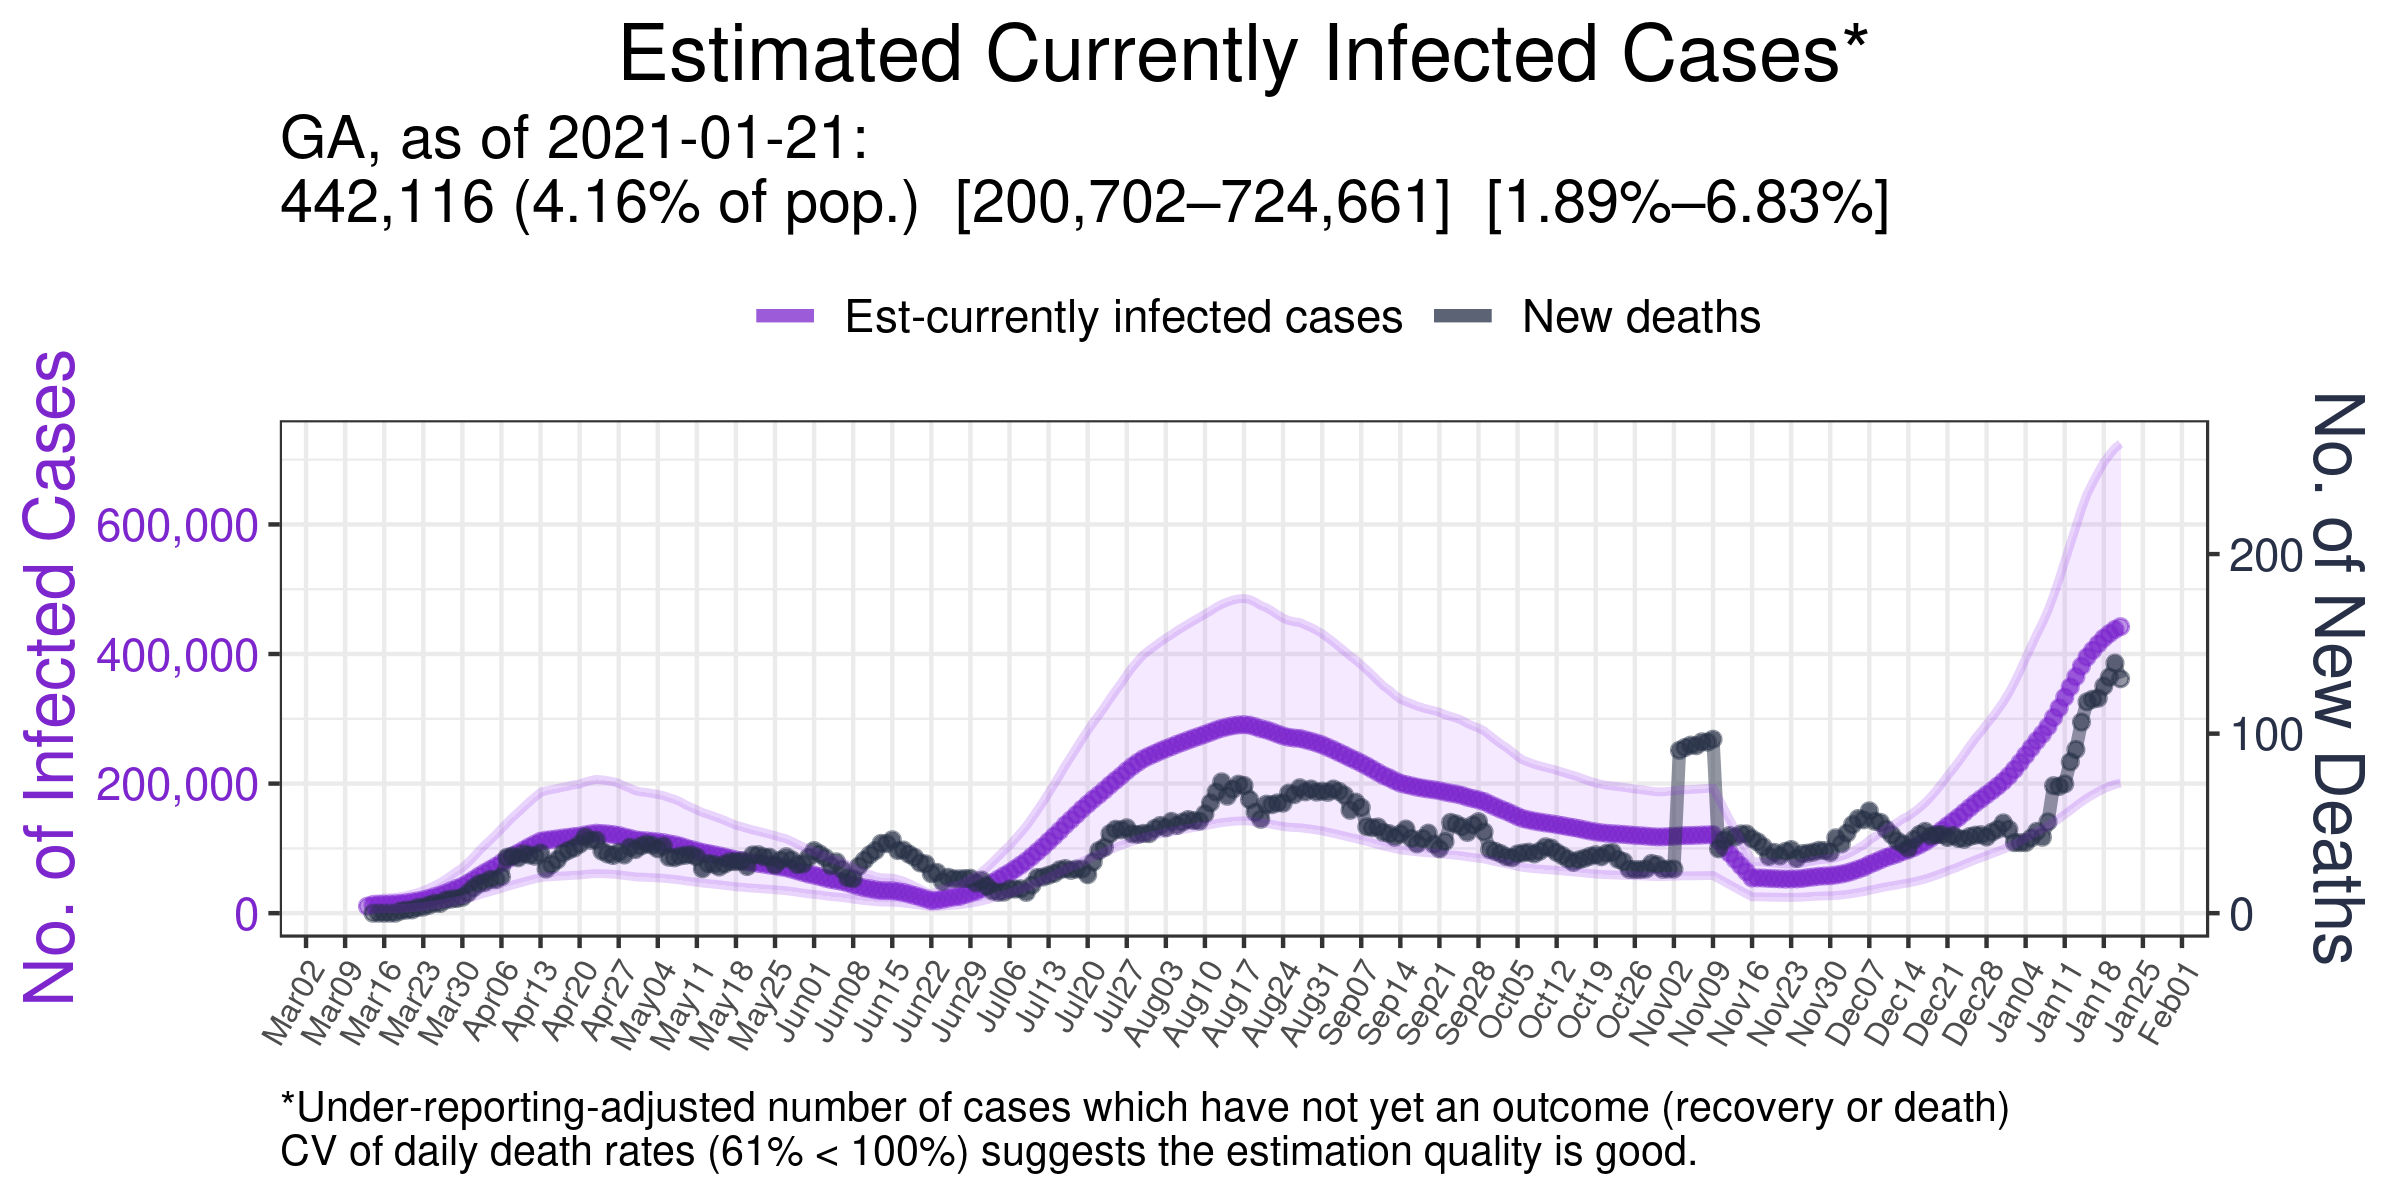 Estimated Currently Infected Cases*
GA, as of 2021-01-21:
442,116 (4.16% of pop.)  [200,702–724,661]  [1.89%–6.83%]
Est-currently infected cases
New deaths
No. of Infected Cases
600,000
400,000
200,000
0
200
100
0
No. of New Deaths
Mar02
Mar09
Mar16
Mar23
Mar30
Apr06
Apr13
Apr20
Apr27
May04
May11
May18
May25
Jun01
Jun08
Jun15
Jun22
Jun29
Jul06
Jul13
Jul20
Jul27
Aug03
Aug10
Aug17
Aug24
Aug31
Sep07
Sep14
Sep21
Sep28
Oct05
Oct12
Oct19
Oct26
Nov02
Nov09
Nov16
Nov23
Nov30
Dec07
Dec14
Dec21
Dec28
Jan04
Jan11
Jan18
Jan25
Feb01
*Under-reporting-adjusted number of cases which have not yet an outcome (recovery or death)
CV of daily death rates (61% < 100%) suggests the estimation quality is good.